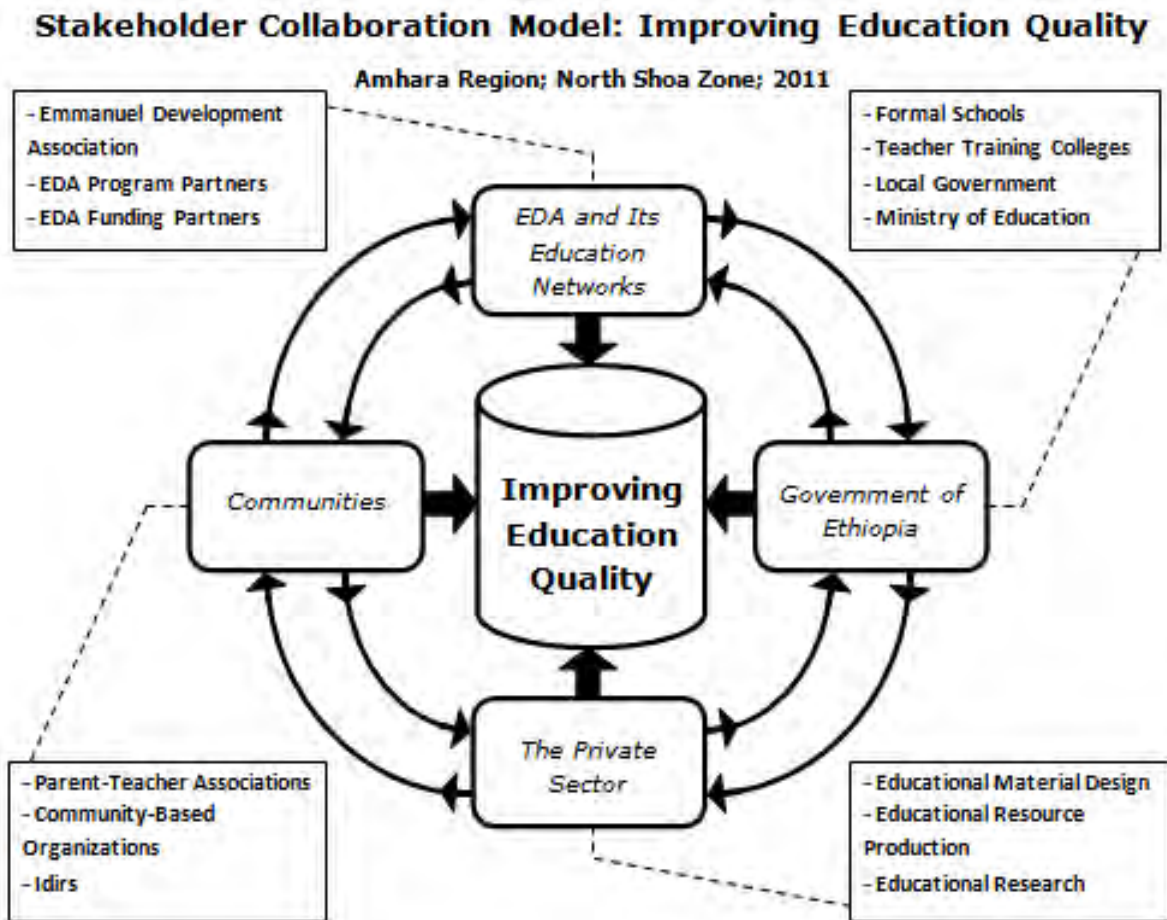 Stakeholder Collaboration Model: Improving Education Quality
Amhara Region; North Shoa Zone; 2011
- Emmanuel Development
Association
- EDA Program Partners
- EDA Funding Partners
- Formal Schools
- Teacher Training Colleges
- Local Government
- Ministry of Education
EDA and Its
Education
Networks
Communities
Improving
Education
Quality
Government of
Ethiopia
The Private
Sector
- Parent-Teacher Associations
- Community-Based
Organizations
- Idirs
- Educational Material Design
- Educational Resource
Production
- Educational Research